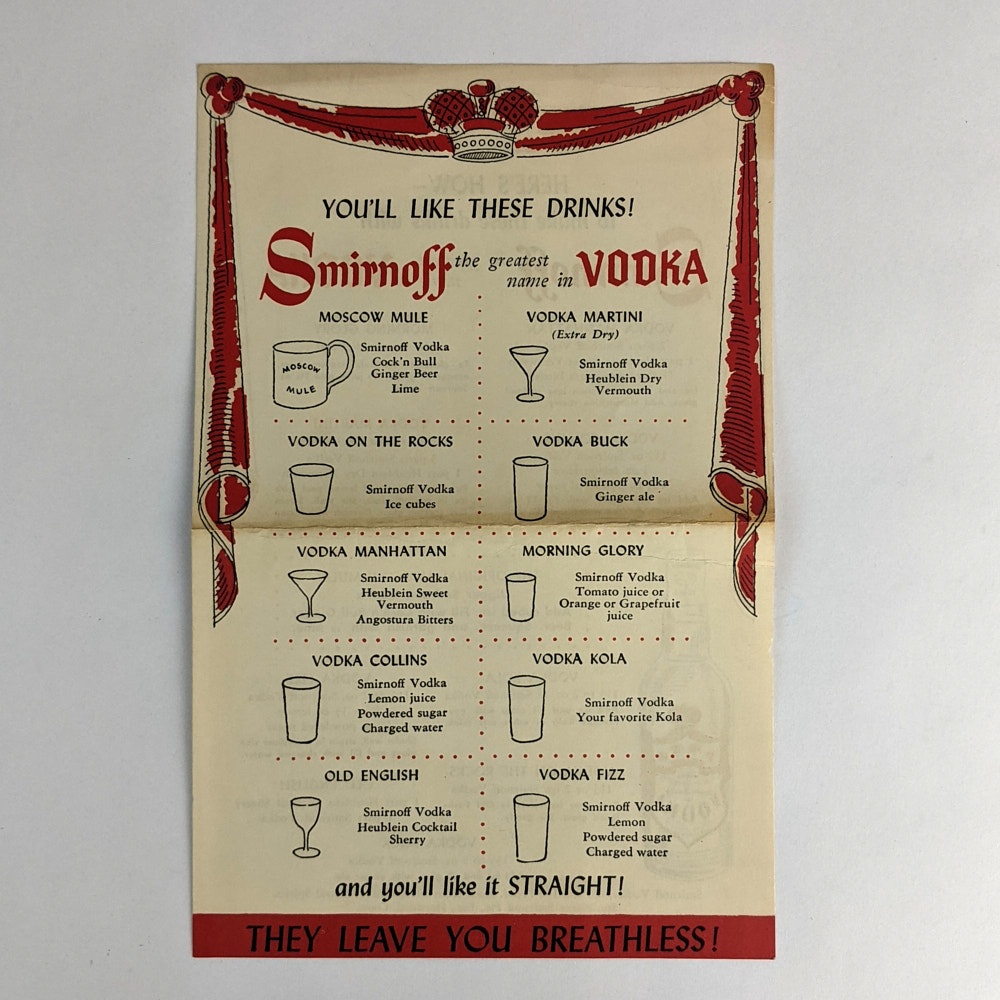 YOU'LL LIKE THESE DRINKS!
Smirnoff the greatest name in VODKA
MOSCOW MULE
MOSCOW
MULE
Smirnoff Vodka
Cock'n Bull
Ginger Beer
Lime
VODKA MARTINI
(Extra Dry)
Smirnoff Vodka
Heublein Dry
Vermouth
VODKA ON THE ROCKS
Smirnoff Vodka
Ice cubes
VODKA BUCK
Smirnoff Vodka
Ginger ale
VODKA MANHATTAN
Smirnoff Vodka
Heublein Sweet
Vermouth
Angostura Bitters
MORNING GLORY
Smirnoff Vodka
Tomato juice or
Orange or Grapefruit
juice
VODKA COLLINS
Smirnoff Vodka
Lemon juice
Powdered sugar
Charged water
VODKA KOLA
Smirnoff Vodka
Your favorite Kola
OLD ENGLISH
Smirnoff Vodka
Heublein Cocktail
Sherry
VODKA FIZZ
Smirnoff Vodka
Lemon
Powdered sugar
Charged water
and you'll like it STRAIGHT!
THEY LEAVE YOU BREATHLESS!